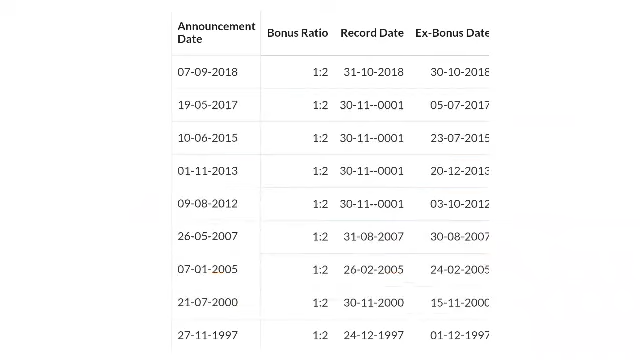 Announcement Date Bonus Ratio Record Date Ex-Bonus Date
07-09-2018 1:2 31-10-2018 30-10-2018
19-05-2017 1:2 30-11--0001 05-07-2017
10-06-2015 1:2 30-11--0001 23-07-2015
01-11-2013 1:2 30-11--0001 20-12-2013
09-08-2012 1:2 30-11--0001 03-10-2012
26-05-2007 1:2 31-08-2007 30-08-2007
07-01-2005 1:2 26-02-2005 24-02-2005
21-07-2000 1:2 30-11-2000 15-11-2000
27-11-1997 1:2 24-12-1997 01-12-1997